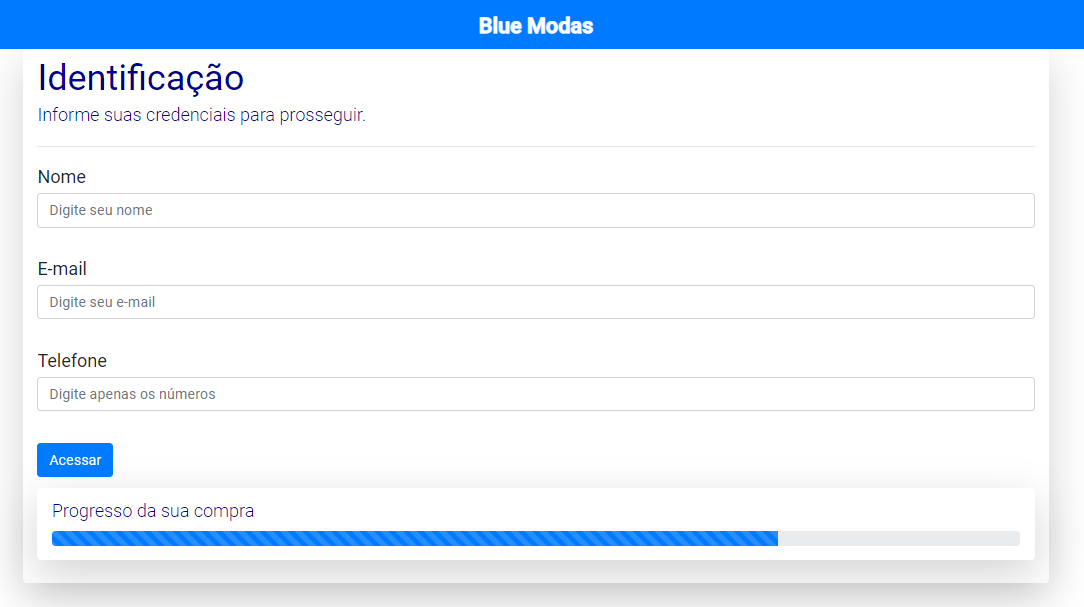 Blue Modas
Identificação
Informe suas credenciais para prosseguir.
Nome
Digite seu nome
E-mail
Digite seu e-mail
Telefone
Digite apenas os números
Acessar
Progresso da sua compra